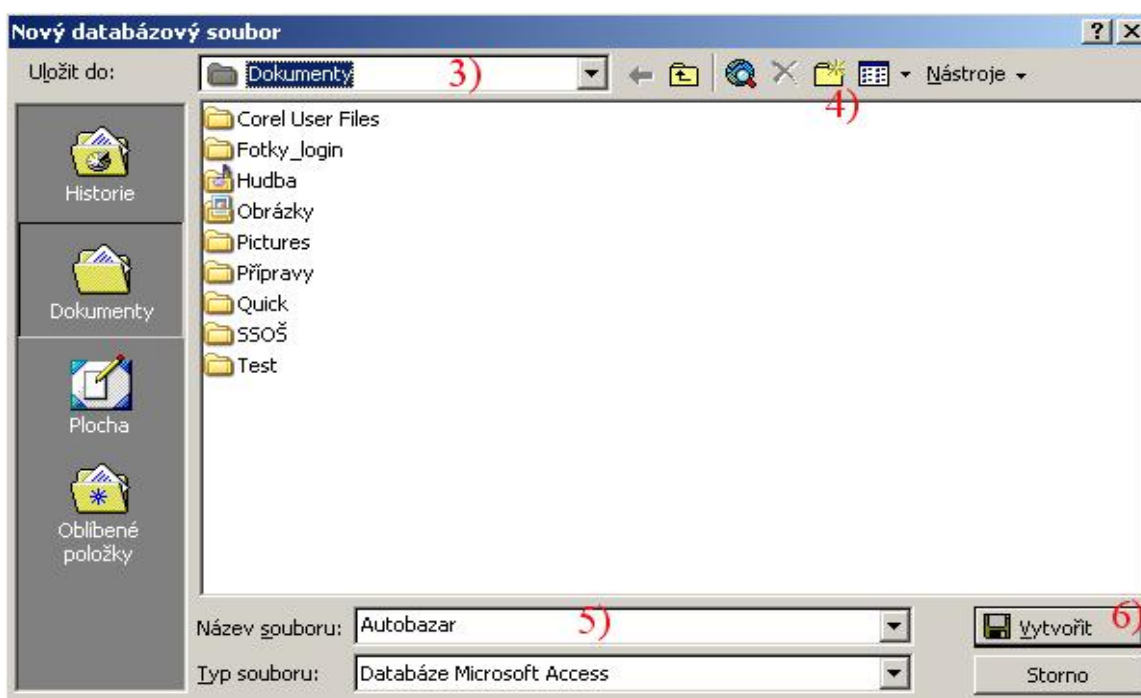 Nový databázový soubor
Uložit do: Dokumenty 3) Nástroje
4)
Corel User Files
Fotky_login
Hudba
Obrázky
Pictures
Přípravy
Quick
SSOŠ
Test
Historie
Dokumenty
Plocha
Oblíbené
položky
Název souboru: Autobazar 5) Vytvořit 6)
Typ souboru: Databáze Microsoft Access Storno